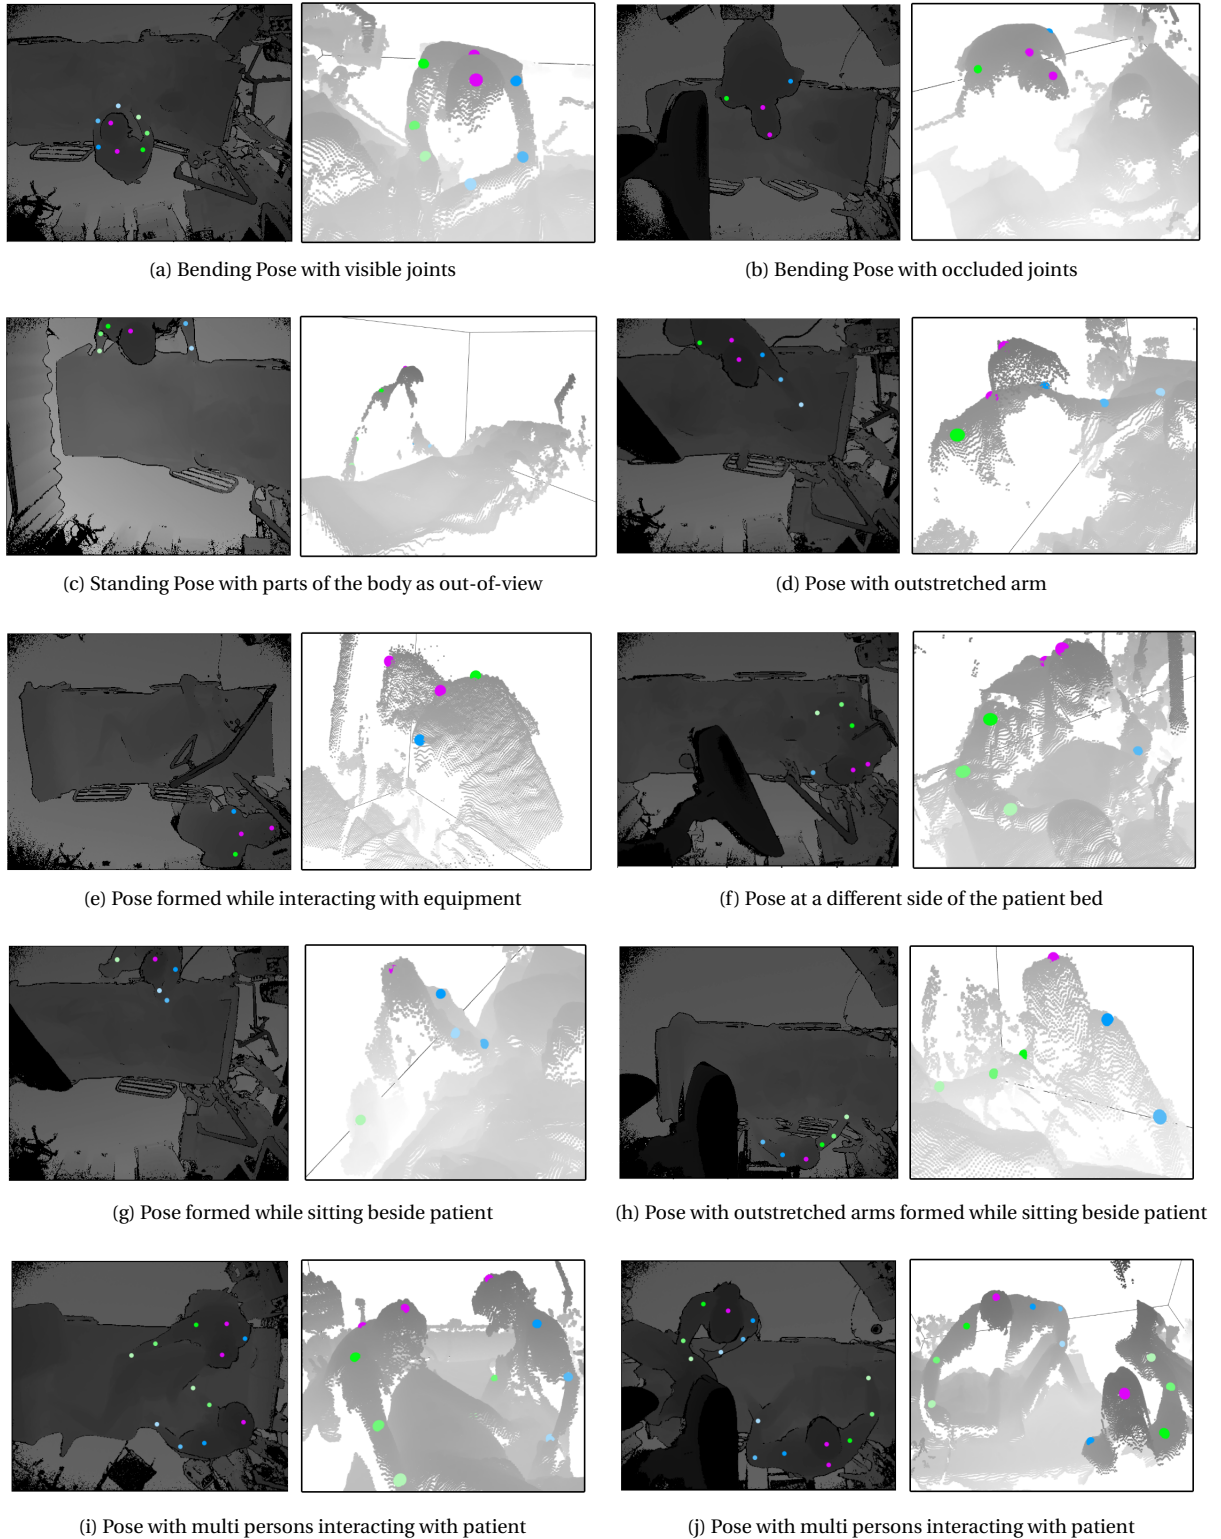 (a) Bending Pose with visible joints
(b) Bending Pose with occluded joints
(c) Standing Pose with parts of the body as out-of-view
(d) Pose with outstretched arm
(e) Pose formed while interacting with equipment
(f) Pose at a different side of the patient bed
(g) Pose formed while sitting beside patient
(h) Pose with outstretched arms formed while sitting beside patient
(i) Pose with multi persons interacting with patient
(j) Pose with multi persons interacting with patient